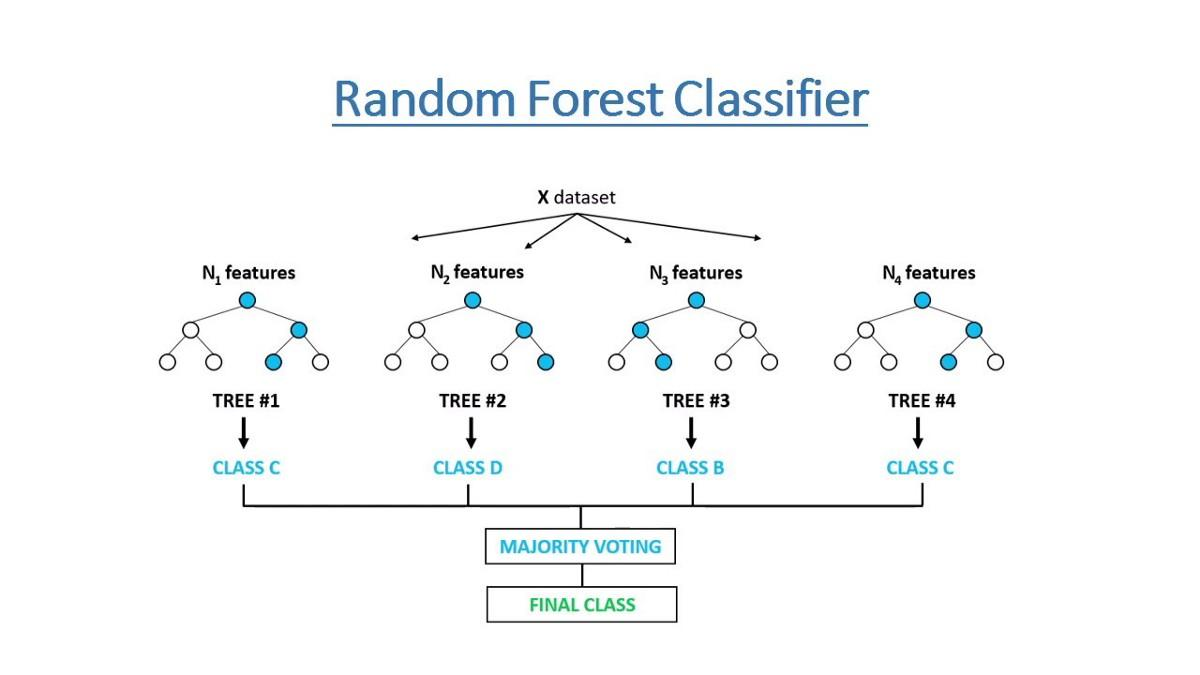 Random Forest Classifier
X dataset
N1 features N2 features N3 features N4 features
TREE #1 TREE #2 TREE #3 TREE #4
CLASS C CLASS D CLASS B CLASS C
MAJORITY VOTING
FINAL CLASS